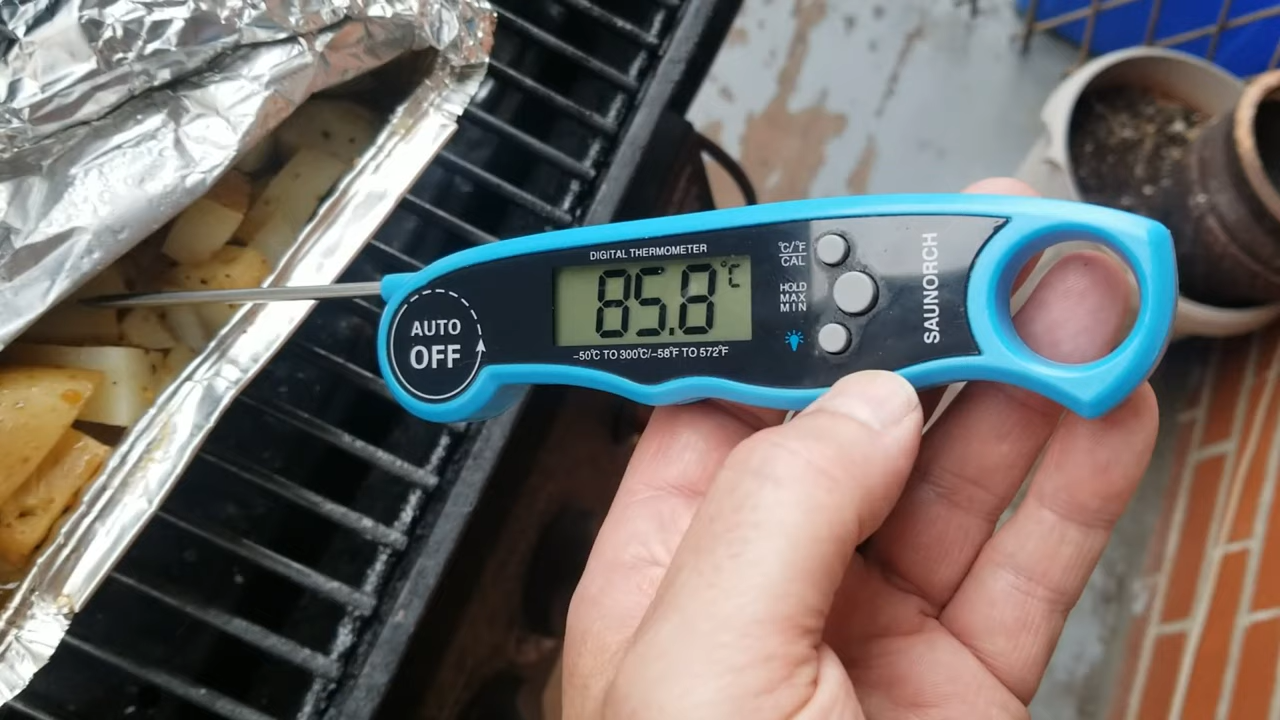 DIGITAL THERMOMETER
85.8°C
-50°C TO 300°C/-58°F TO 572°F
AUTO
OFF
°C/°F
CAL
HOLD
MAX
MIN
SAUNORCH